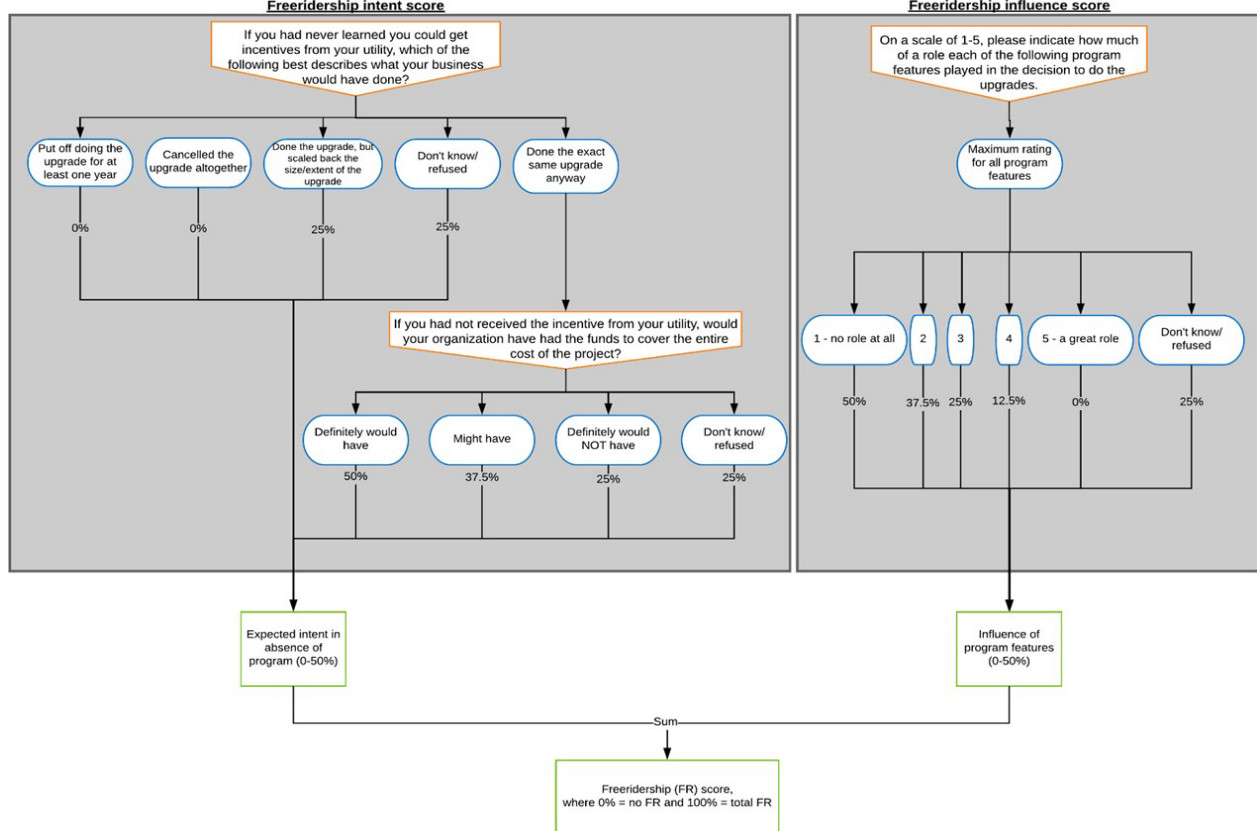 Freeridership intent score
If you had never learned you could get
incentives from your utility, which of the
following best describes what your business
would have done?
Put off doing the
upgrade for at
least one year
Cancelled the
upgrade altogether
Done the upgrade, but
scaled back the
size/extent of the
upgrade
Don't know/
refused
Done the exact
same upgrade
anyway
0%
0%
25%
25%
If you had not received the incentive from your utility, would
your organization have had the funds to cover the entire
cost of the project?
Definitely would
have
Might have
Definitely would
NOT have
Don't know/
refused
50%
37.5%
25%
25%
Freeridership influence score
On a scale of 1-5, please indicate how much
of a role each of the following program
features played in the decision to do the
upgrades.
Maximum rating
for all program
features
1 - no role at all
2
3
4
5 - a great role
Don't know/
refused
50%
37.5%
25%
12.5%
0%
25%
Expected intent in
absence of
program (0-50%)
Influence of
program features
(0-50%)
Sum
Freeridership (FR) score,
where 0% = no FR and 100% = total FR